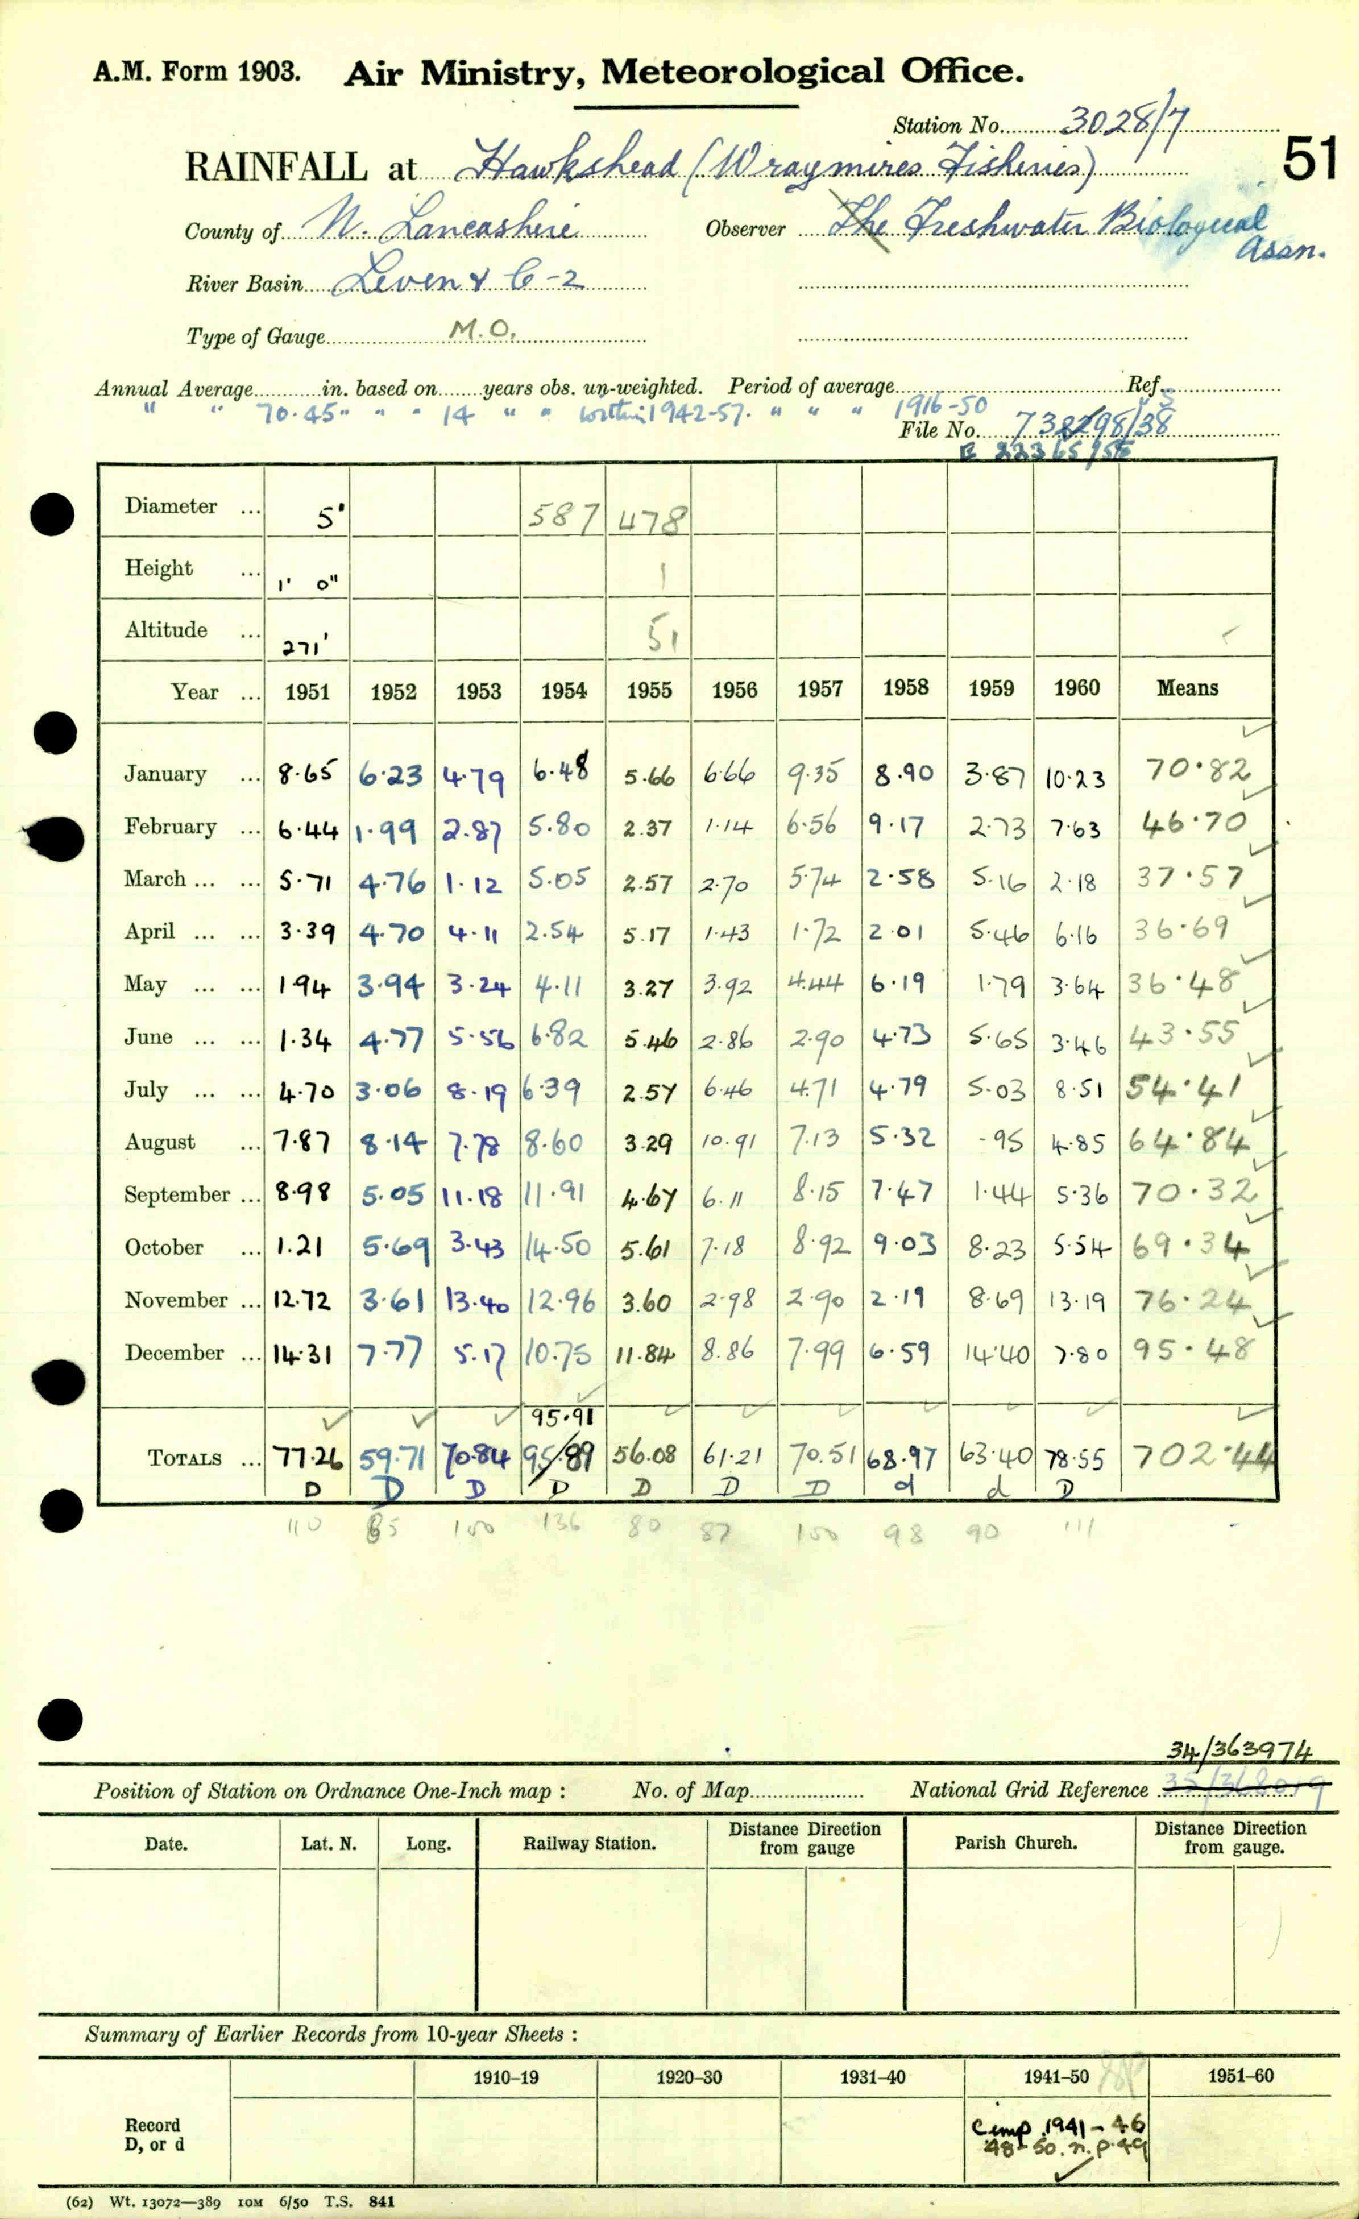 A.M. Form 1903. Air Ministry, Meteorological Office.
Station No. 3028/7
51
RAINFALL at Hawkshead (Wraymires Fisheries)
County of N. Lancashire Observer The Freshwater Biological Assn.
River Basin Leven & C-2
Type of Gauge M.O.
Annual Average in. based on years obs. un-weighted. Period of average Ref.
" " 70.45" " " 14 " " within 1942-57. " " " 1916-50
File No.
Diameter ... 5" 587 478
Height ... 1' 0" 1
Altitude ... 271' 51
Year ... 1951 1952 1953 1954 1955 1956 1957 1958 1959 1960 Means
January ... 8.65 6.23 4.79 6.48 5.66 6.66 9.35 8.90 3.87 10.23 70.82
February ... 6.44 1.99 2.87 5.80 2.37 1.14 6.56 9.17 2.73 7.63 46.70
March ... ... 5.71 4.76 1.12 5.05 2.57 2.70 5.74 2.58 5.16 2.18 37.57
April ... ... 3.39 4.70 4.11 2.54 5.17 1.43 1.72 2.01 5.46 6.16 36.69
May ... ... 1.94 3.94 3.24 4.11 3.27 3.92 4.44 6.19 1.79 3.64 36.48
June ... ... 1.34 4.77 5.56 6.82 5.46 2.86 2.90 4.73 5.65 3.46 43.55
July ... ... 4.70 3.06 8.19 6.39 2.57 6.46 4.71 4.79 5.03 8.51 54.41
August ... 7.87 8.14 7.78 8.60 3.29 10.91 7.13 5.32 .95 4.85 64.84
September ... 8.98 5.05 11.18 11.91 4.67 6.11 8.15 7.47 1.44 5.36 70.32
October ... 1.21 5.69 3.43 14.50 5.61 7.18 8.92 9.03 8.23 5.54 69.34
November ... 12.72 3.61 13.40 12.96 3.60 2.98 2.90 2.19 8.69 13.19 76.24
December ... 14.31 7.77 5.17 10.75 11.84 8.86 7.99 6.59 14.40 7.80 95.48
95.91
TOTALS ... 77.26 59.71 70.84 95.89 56.08 61.21 70.51 68.97 63.40 78.55 702.44
D D D D D D D d d D
110 85 100 136 80 87 100 98 90 111
34/363974
Position of Station on Ordnance One-Inch map : No. of Map National Grid Reference
Date. Lat. N. Long. Railway Station. Distance from Direction gauge Parish Church. Distance from Direction gauge.
Summary of Earlier Records from 10-year Sheets :
1910–19 1920–30 1931–40 1941–50 1951–60
Record D, or d
Comp 1941-46
48-50. n.p. 49
(62) Wt. 13072—389 10M 6/50 T.S. 841